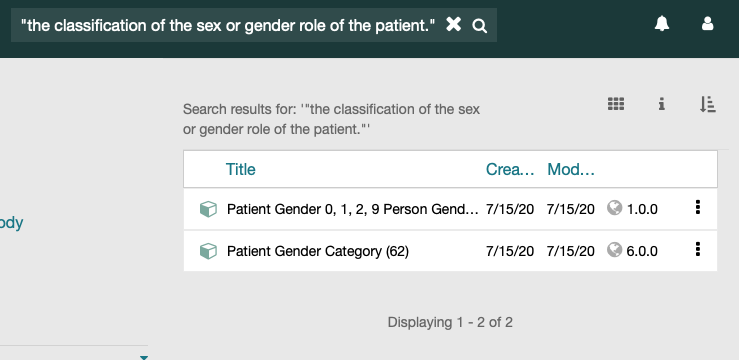 "the classification of the sex or gender role of the patient."
Search results for: '"the classification of the sex
or gender role of the patient."'
Title Crea... Mod...
Patient Gender 0, 1, 2, 9 Person Gend... 7/15/20 7/15/20 1.0.0
ody
Patient Gender Category (62) 7/15/20 7/15/20 6.0.0
Displaying 1 - 2 of 2